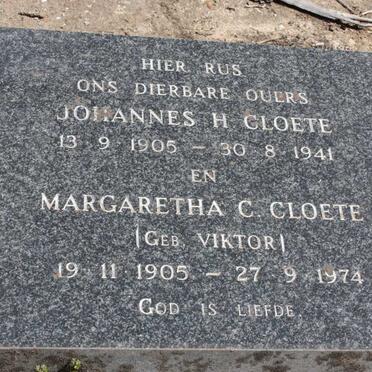 HIER RUS
ONS DIERBARE OUERS
JOHANNES H CLOETE
13 9 1905 – 30 8 1941
EN
MARGARETHA C. CLOETE
(GEB. VIKTOR)
19 11 1905 – 27 9 1974
GOD IS LIEFDE.